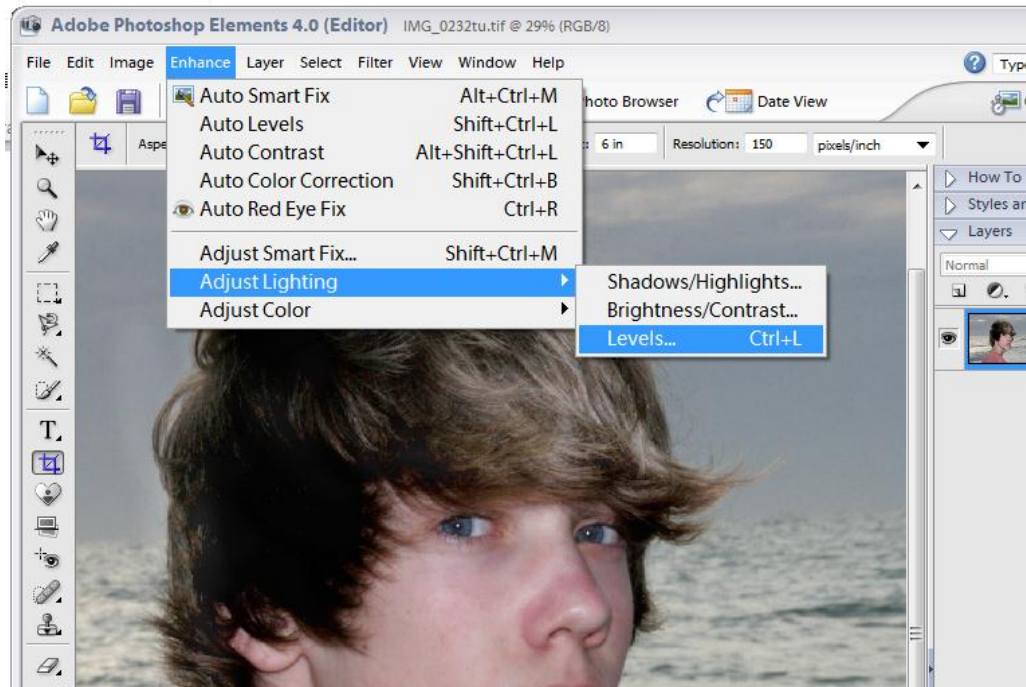 Adobe Photoshop Elements 4.0 (Editor) IMG_0232tu.tif @ 29% (RGB/8)
File Edit Image Enhance Layer Select Filter View Window Help
Auto Smart Fix Alt+Ctrl+M
Auto Levels Shift+Ctrl+L
Auto Contrast Alt+Shift+Ctrl+L
Auto Color Correction Shift+Ctrl+B
Auto Red Eye Fix Ctrl+R
Adjust Smart Fix... Shift+Ctrl+M
Adjust Lighting
Adjust Color
Shadows/Highlights...
Brightness/Contrast...
Levels... Ctrl+L
hoto Browser Date View
Aspe 6 in Resolution: 150 pixels/inch
Type
How To
Styles an
Layers
Normal
T